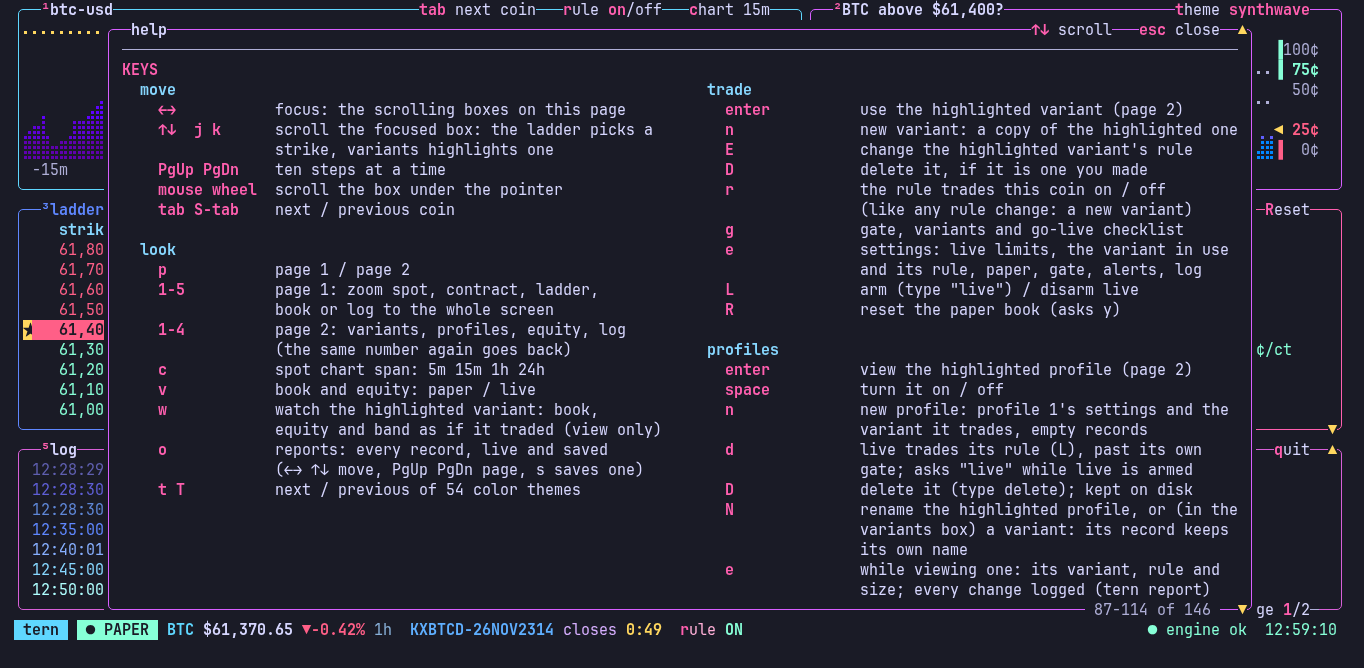 ¹btc-usd tab next coin rule on/off chart 15m ²BTC above $61,400? theme synthwave
help ↑↓ scroll esc close ▲
100¢
KEYS .. 75¢
move trade 50¢
↔ focus: the scrolling boxes on this page enter use the highlighted variant (page 2) ..
↑↓ j k scroll the focused box: the ladder picks a n new variant: a copy of the highlighted one ◀ 25¢
strike, variants highlights one E change the highlighted variant's rule 0¢
-15m PgUp PgDn ten steps at a time D delete it, if it is one you made
mouse wheel scroll the box under the pointer r the rule trades this coin on / off
³ladder tab S-tab next / previous coin (like any rule change: a new variant) Reset
strik g gate, variants and go-live checklist
61,80 look e settings: live limits, the variant in use
61,70 p page 1 / page 2 and its rule, paper, gate, alerts, log
61,60 1-5 page 1: zoom spot, contract, ladder, L arm (type "live") / disarm live
61,50 book or log to the whole screen R reset the paper book (asks y)
★ 61,40 1-4 page 2: variants, profiles, equity, log
61,30 (the same number again goes back) profiles ¢/ct
61,20 c spot chart span: 5m 15m 1h 24h enter view the highlighted profile (page 2)
61,10 v book and equity: paper / live space turn it on / off
61,00 w watch the highlighted variant: book, n new profile: profile 1's settings and the
equity and band as if it traded (view only) variant it trades, empty records ▼
⁵log o reports: every record, live and saved d live trades its rule (L), past its own quit ▲
12:28:29 (↔ ↑↓ move, PgUp PgDn page, s saves one) gate; asks "live" while live is armed
12:28:30 t T next / previous of 54 color themes D delete it (type delete); kept on disk
12:28:30 N rename the highlighted profile, or (in the
12:35:00 variants box) a variant: its record keeps
12:40:01 its own name
12:45:00 e while viewing one: its variant, rule and
12:50:00 size; every change logged (tern report)
87-114 of 146 ▼ ge 1/2
tern ● PAPER BTC $61,370.65 ▼-0.42% 1h KXBTCD-26NOV2314 closes 0:49 rule ON ● engine ok 12:59:10